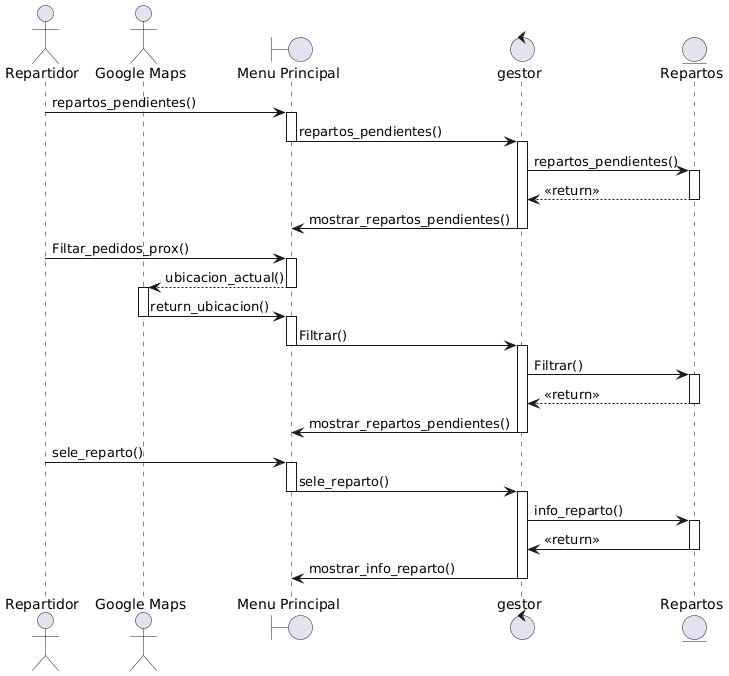 Repartidor Google Maps Menu Principal gestor Repartos
repartos_pendientes()
repartos_pendientes()
repartos_pendientes()
«return»
mostrar_repartos_pendientes()
Filtar_pedidos_prox()
ubicacion_actual()
return_ubicacion()
Filtrar()
Filtrar()
«return»
mostrar_repartos_pendientes()
sele_reparto()
sele_reparto()
info_reparto()
«return»
mostrar_info_reparto()
Repartidor Google Maps Menu Principal gestor Repartos